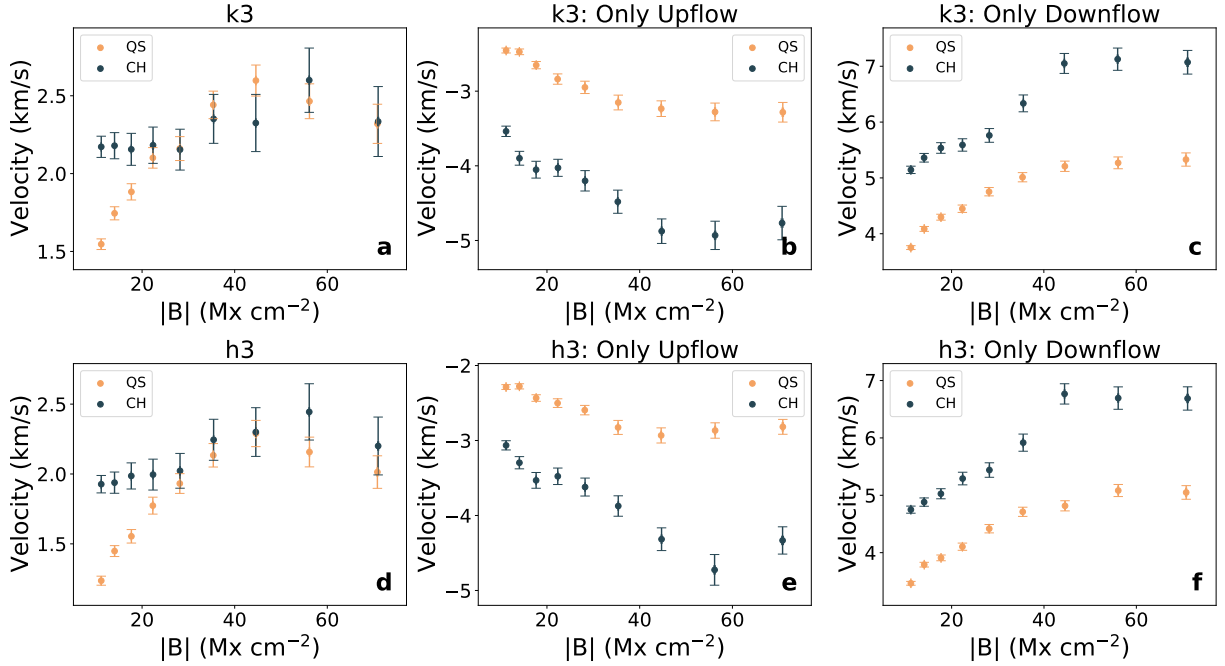 k3
QS
CH
2.5
2.0
1.5
Velocity (km/s)
20
40
60
|B| (Mx cm⁻²)
a
k3: Only Upflow
QS
CH
−3
−4
−5
Velocity (km/s)
20
40
60
|B| (Mx cm⁻²)
b
k3: Only Downflow
QS
CH
7
6
5
4
Velocity (km/s)
20
40
60
|B| (Mx cm⁻²)
c
h3
QS
CH
2.5
2.0
1.5
Velocity (km/s)
20
40
60
|B| (Mx cm⁻²)
d
h3: Only Upflow
QS
CH
−2
−3
−4
−5
Velocity (km/s)
20
40
60
|B| (Mx cm⁻²)
e
h3: Only Downflow
QS
CH
7
6
5
4
Velocity (km/s)
20
40
60
|B| (Mx cm⁻²)
f